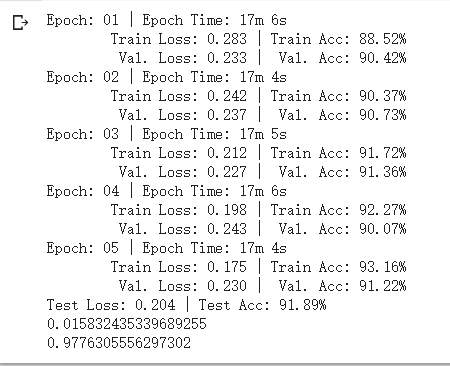 Epoch: 01 | Epoch Time: 17m 6s
Train Loss: 0.283 | Train Acc: 88.52%
Val. Loss: 0.233 | Val. Acc: 90.42%
Epoch: 02 | Epoch Time: 17m 4s
Train Loss: 0.242 | Train Acc: 90.37%
Val. Loss: 0.237 | Val. Acc: 90.73%
Epoch: 03 | Epoch Time: 17m 5s
Train Loss: 0.212 | Train Acc: 91.72%
Val. Loss: 0.227 | Val. Acc: 91.36%
Epoch: 04 | Epoch Time: 17m 6s
Train Loss: 0.198 | Train Acc: 92.27%
Val. Loss: 0.243 | Val. Acc: 90.07%
Epoch: 05 | Epoch Time: 17m 4s
Train Loss: 0.175 | Train Acc: 93.16%
Val. Loss: 0.230 | Val. Acc: 91.22%
Test Loss: 0.204 | Test Acc: 91.89%
0.015832435339689255
0.9776305556297302